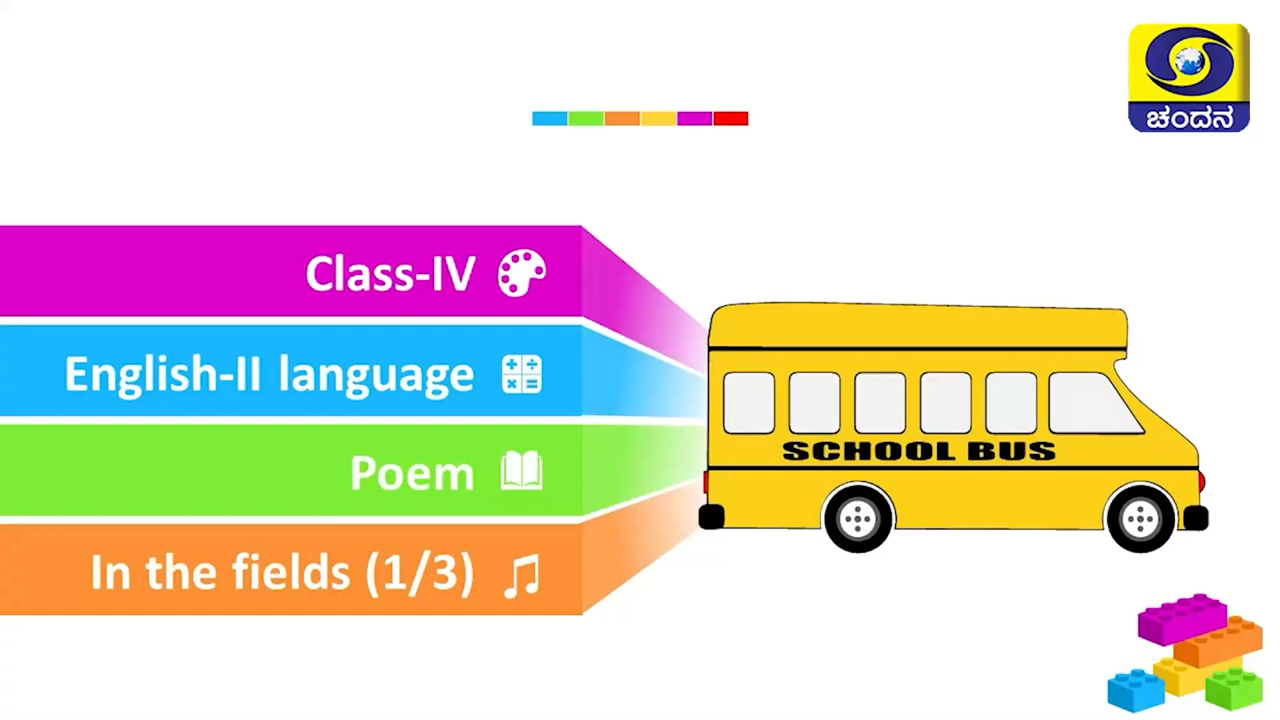 ಚಂದನ
Class-IV
English-II language
Poem
In the fields (1/3)
SCHOOL BUS